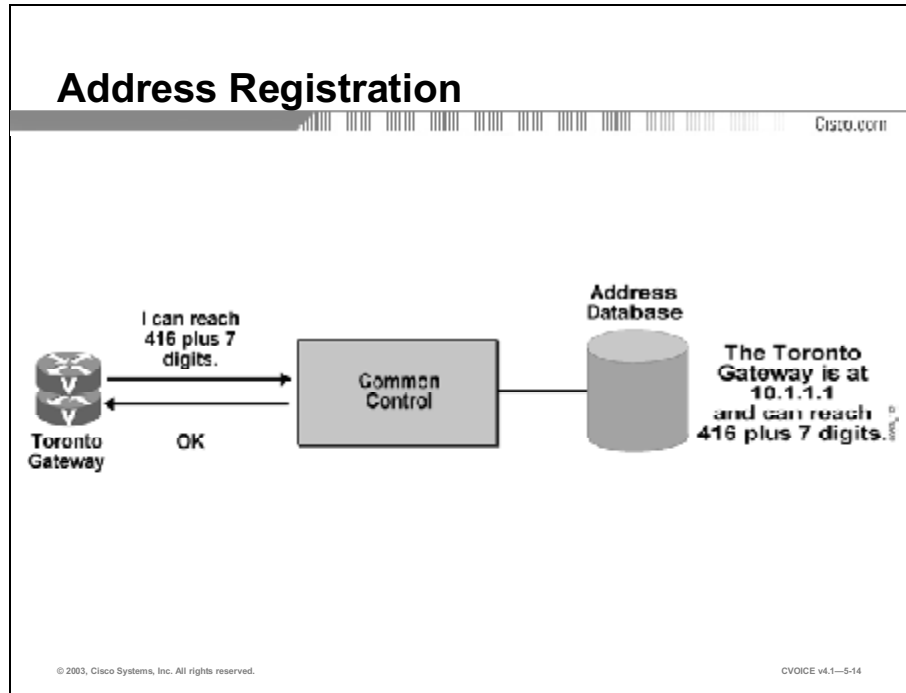 Address Registration
Cisco.com
I can reach
416 plus 7
digits.
V
V
Toronto
Gateway
OK
Common
Control
Address
Database
The Toronto
Gateway is at
10.1.1.1
and can reach
416 plus 7 digits.
© 2003, Cisco Systems, Inc. All rights reserved.
CVOICE v4.1—5-14